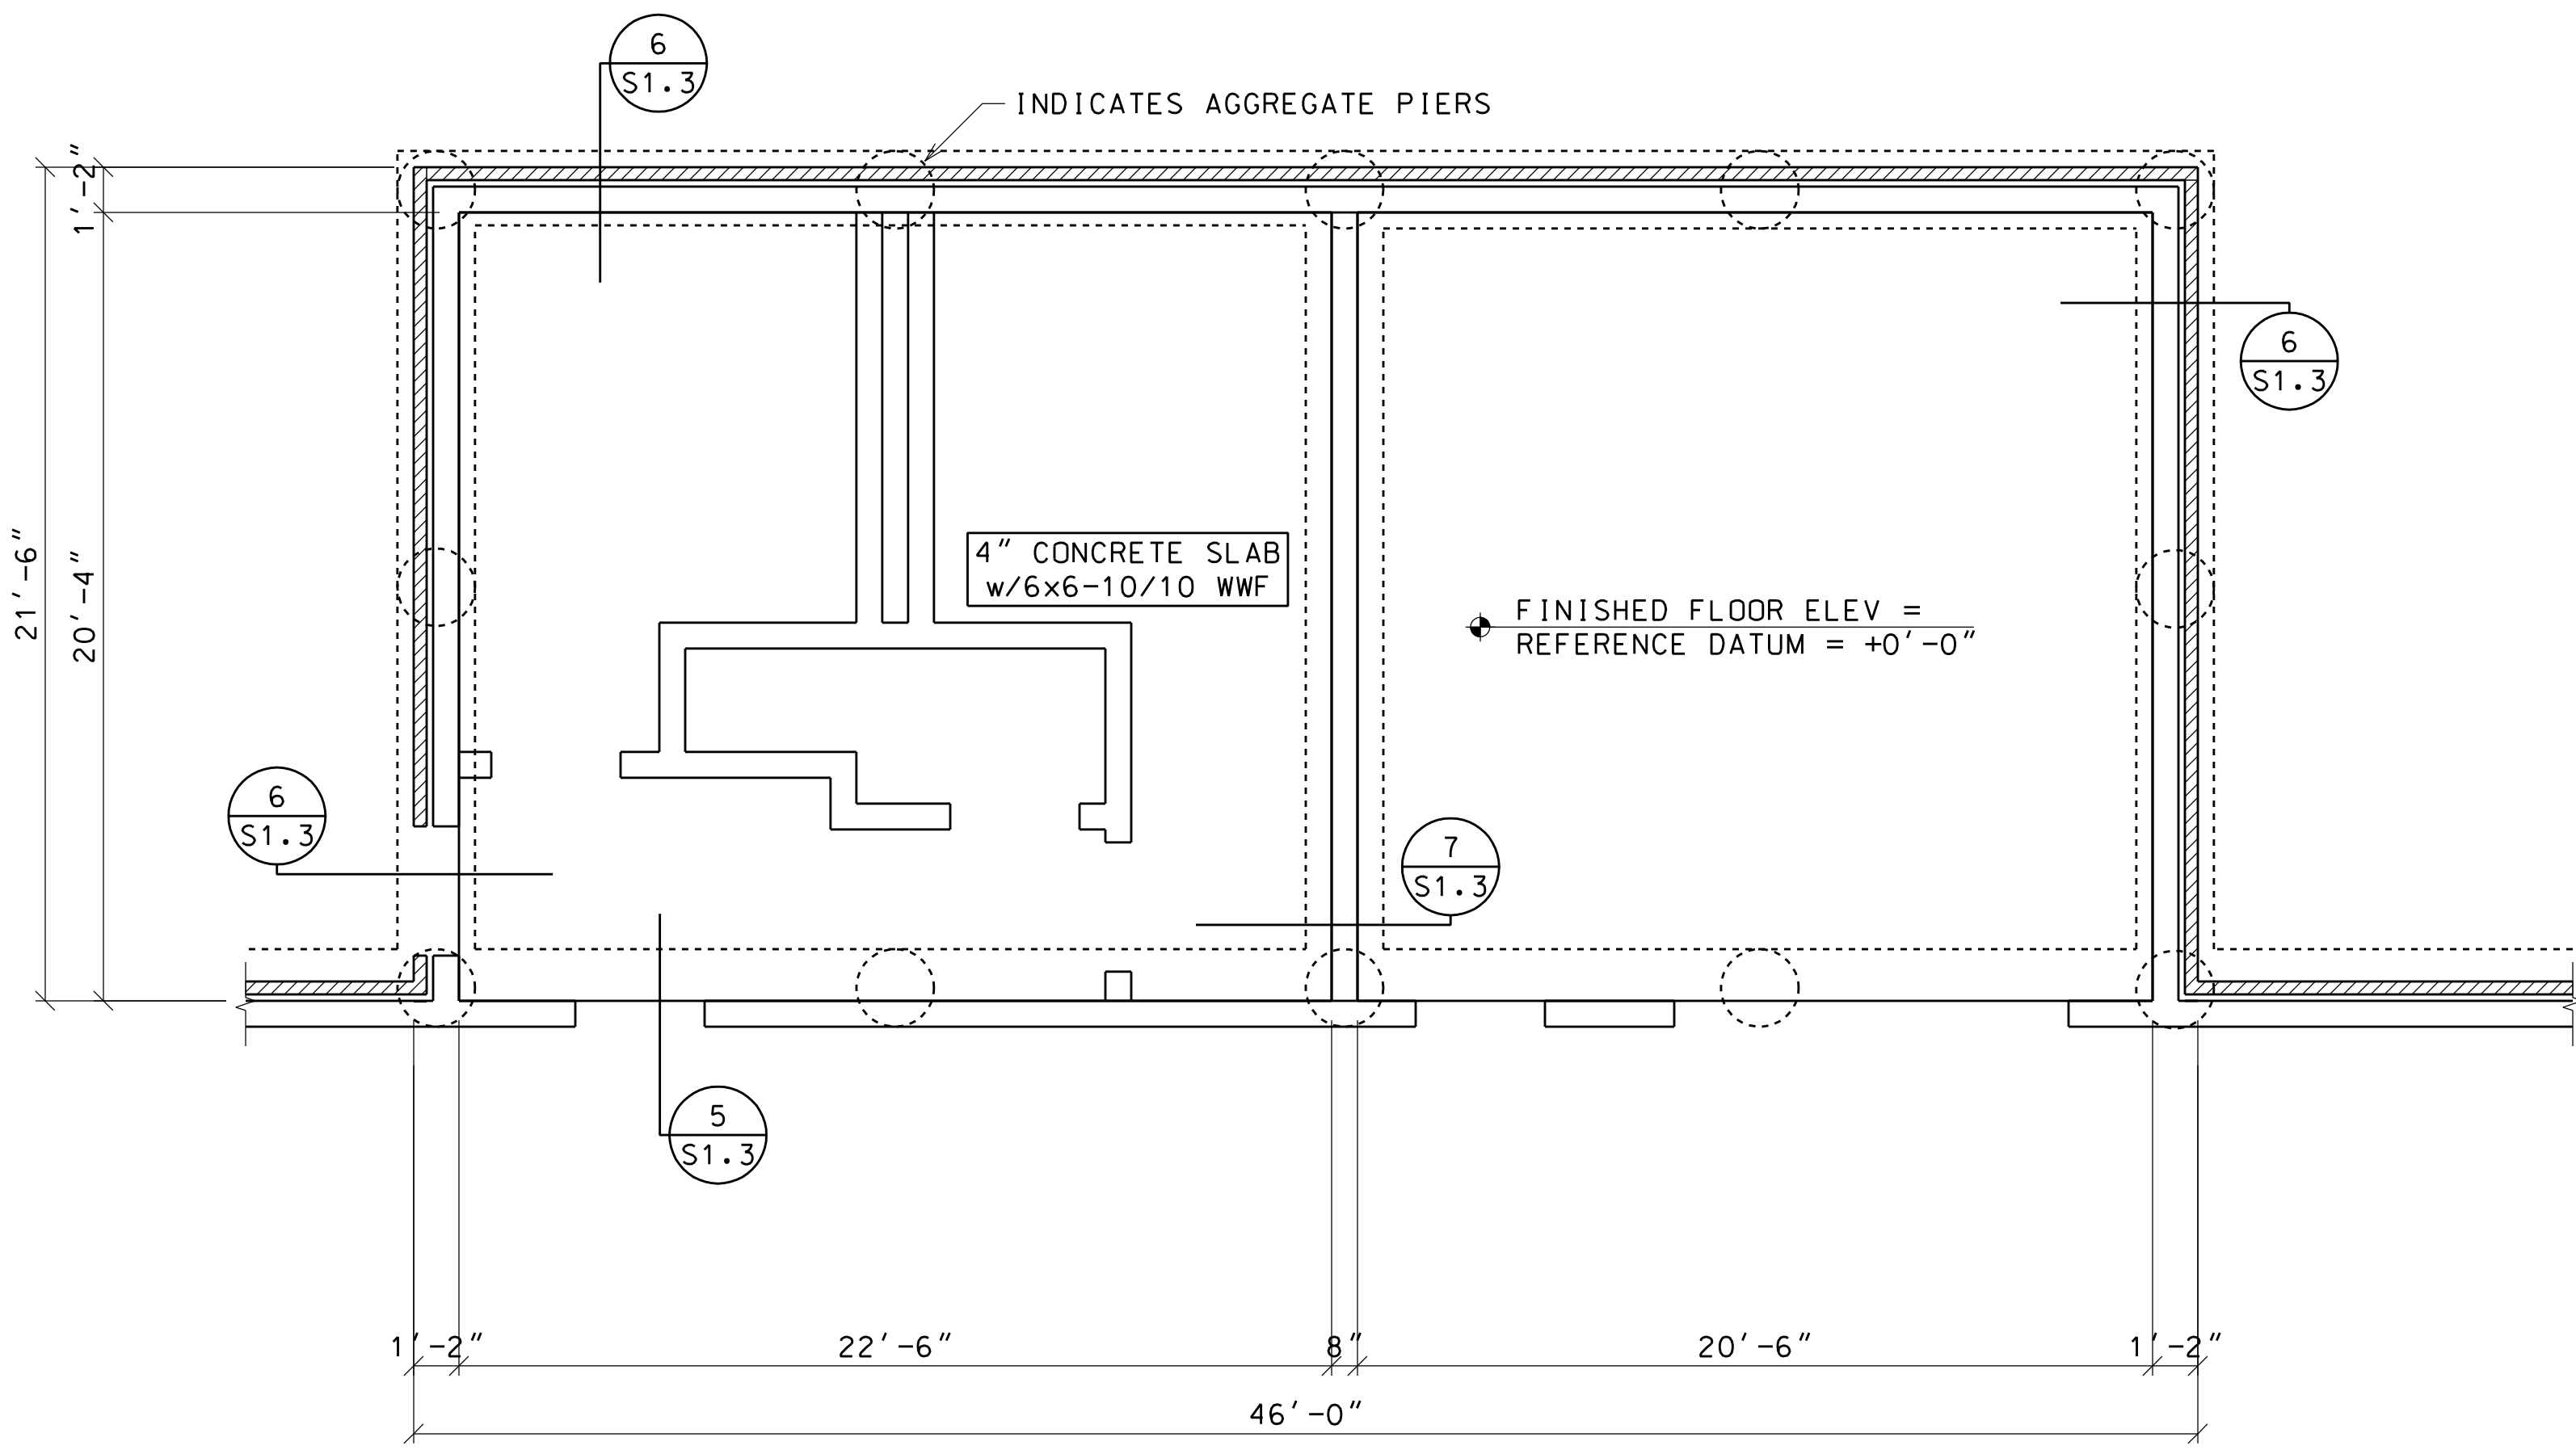 6
S1.3
INDICATES AGGREGATE PIERS
1'-2"
21'-6"
20'-4"
6
S1.3
4" CONCRETE SLAB
w/6x6-10/10 WWF
FINISHED FLOOR ELEV =
REFERENCE DATUM = +0'-0"
6
S1.3
7
S1.3
5
S1.3
1'-2"
22'-6"
8"
20'-6"
1'-2"
46'-0"